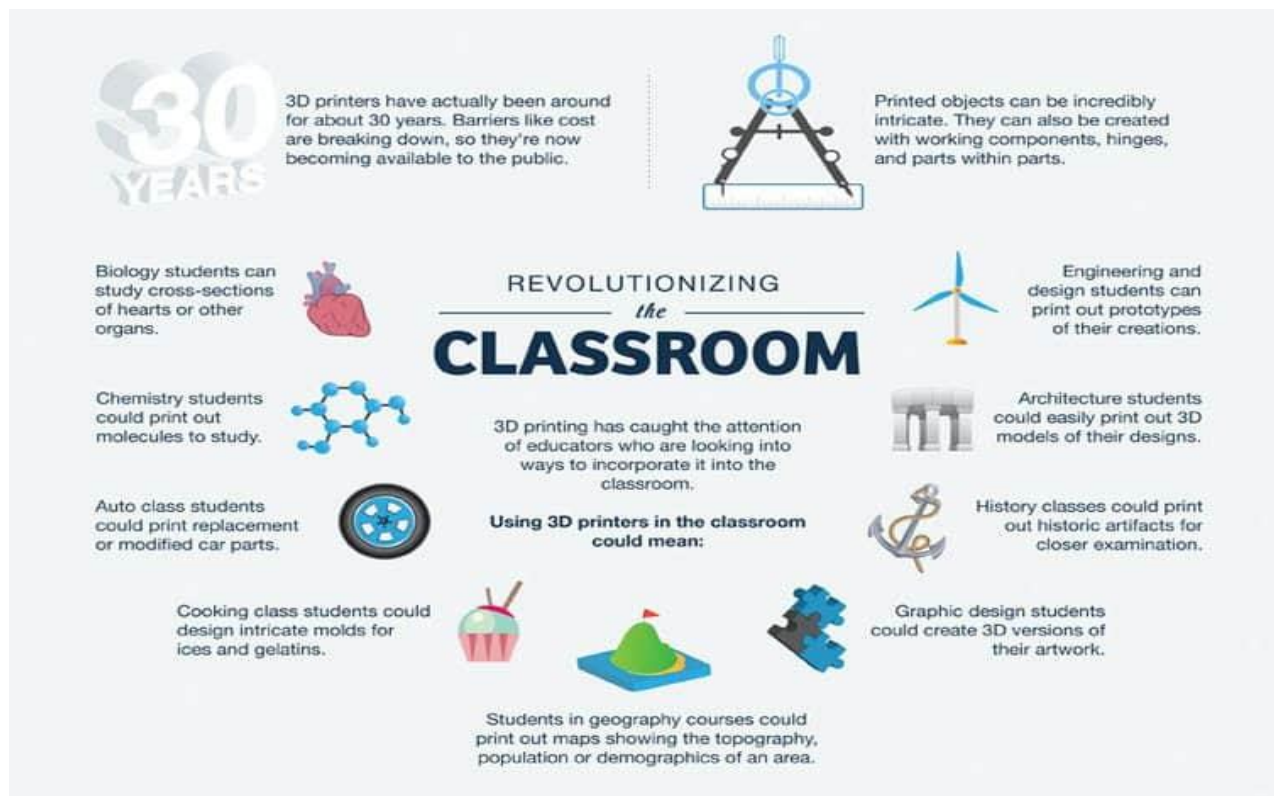 30
YEARS
3D printers have actually been around
for about 30 years. Barriers like cost
are breaking down, so they're now
becoming available to the public.
Printed objects can be incredibly
intricate. They can also be created
with working components, hinges,
and parts within parts.
REVOLUTIONIZING
the
CLASSROOM
3D printing has caught the attention
of educators who are looking into
ways to incorporate it into the
classroom.
Using 3D printers in the classroom
could mean:
Biology students can
study cross-sections
of hearts or other
organs.
Chemistry students
could print out
molecules to study.
Auto class students
could print replacement
or modified car parts.
Cooking class students could
design intricate molds for
ices and gelatins.
Students in geography courses could
print out maps showing the topography,
population or demographics of an area.
Engineering and
design students can
print out prototypes
of their creations.
Architecture students
could easily print out 3D
models of their designs.
History classes could print
out historic artifacts for
closer examination.
Graphic design students
could create 3D versions of
their artwork.